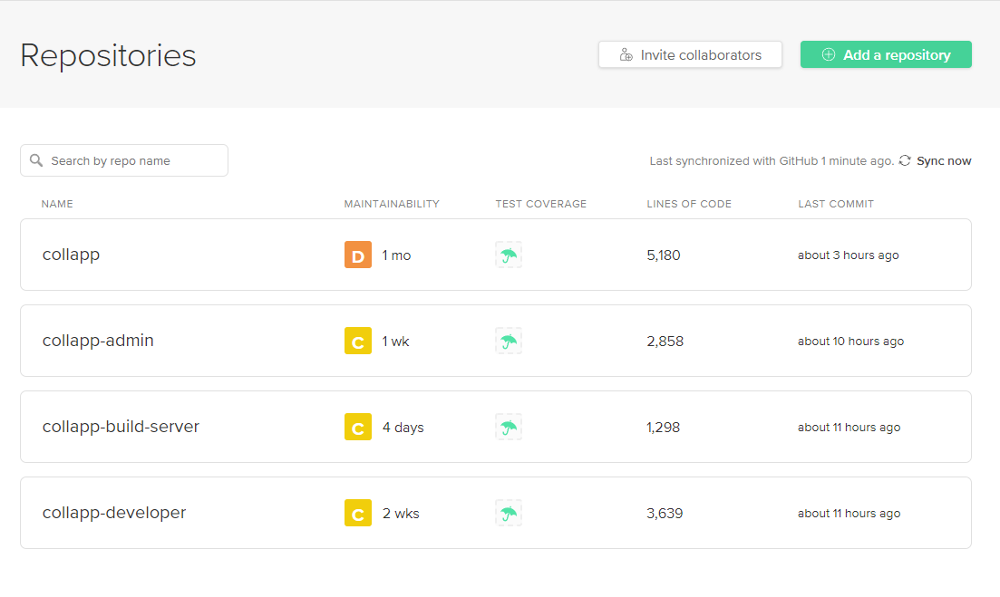 Repositories
Invite collaborators
Add a repository
Search by repo name
Last synchronized with GitHub 1 minute ago. Sync now
NAME MAINTAINABILITY TEST COVERAGE LINES OF CODE LAST COMMIT
collapp D 1 mo 5,180 about 3 hours ago
collapp-admin C 1 wk 2,858 about 10 hours ago
collapp-build-server C 4 days 1,298 about 11 hours ago
collapp-developer C 2 wks 3,639 about 11 hours ago